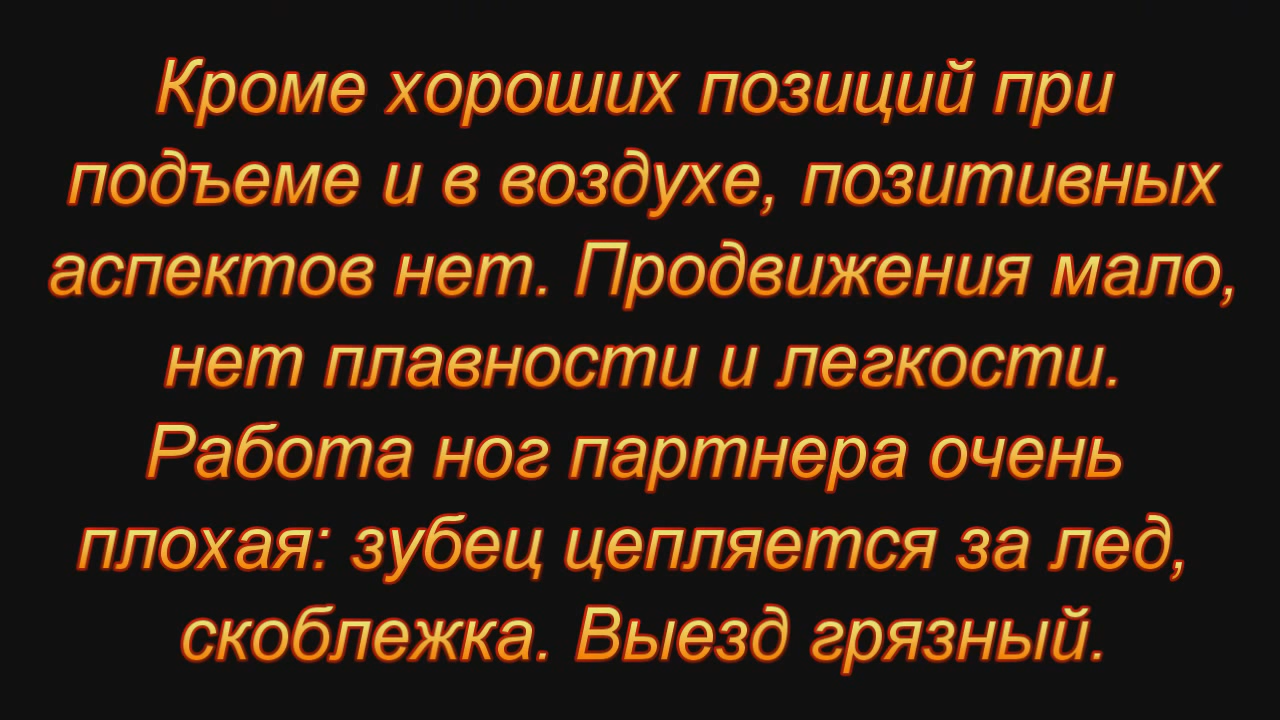 Кроме хороших позиций при
подъеме и в воздухе, позитивных
аспектов нет. Продвижения мало,
нет плавности и легкости.
Работа ног партнера очень
плохая: зубец цепляется за лед,
скоблежка. Выезд грязный.